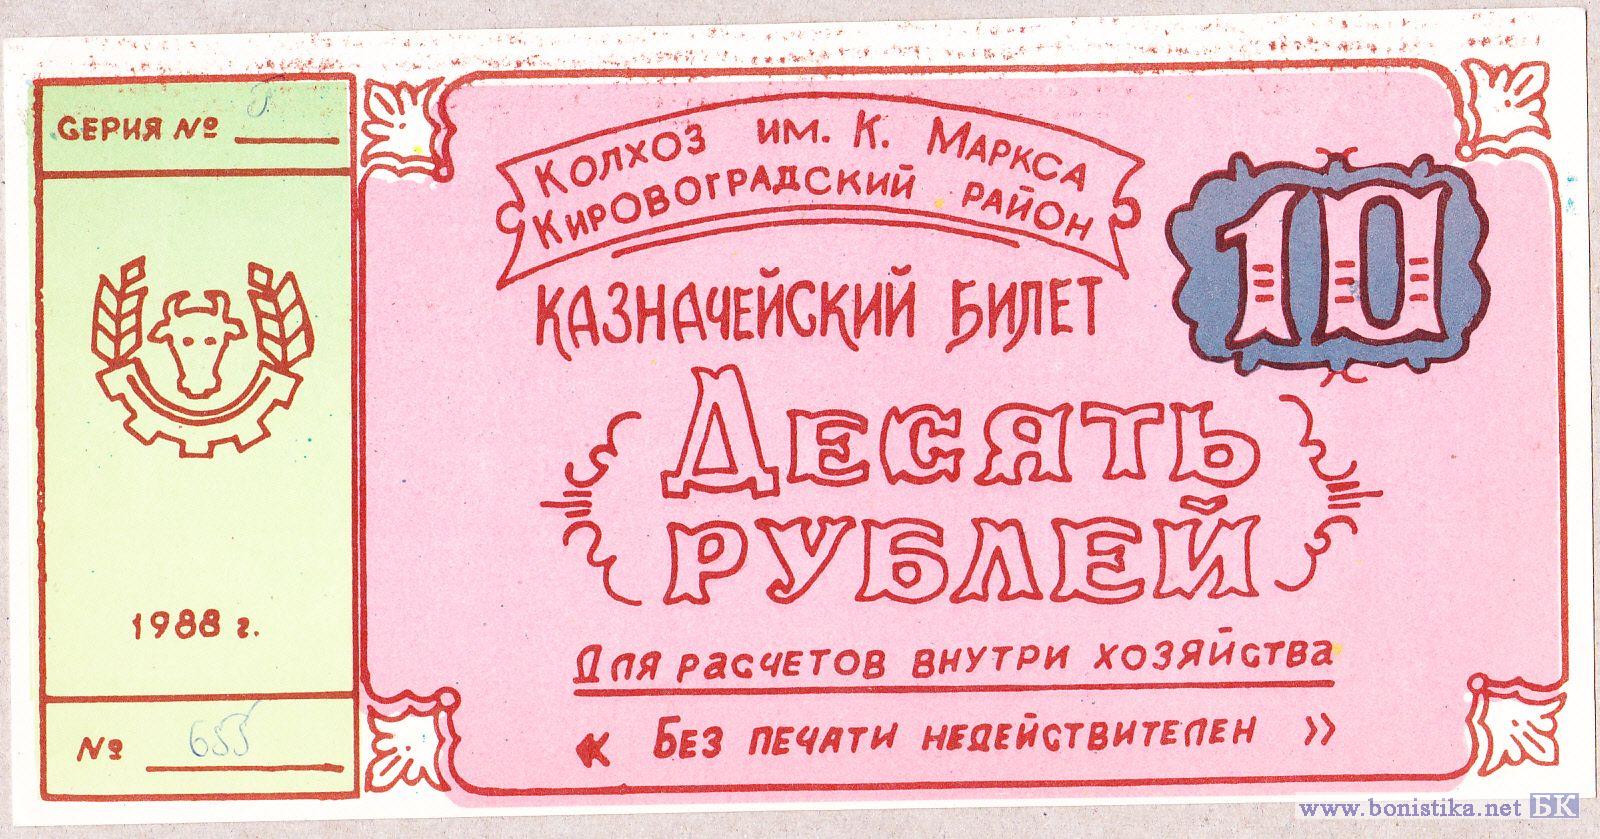 Серия № Г
1988 г.
№ 655
Колхоз им. К. Маркса
Кировоградский район
Казначейский билет
10
Десять
рублей
Для расчетов внутри хозяйства
« Без печати недействителен »
www.bonistika.net БК